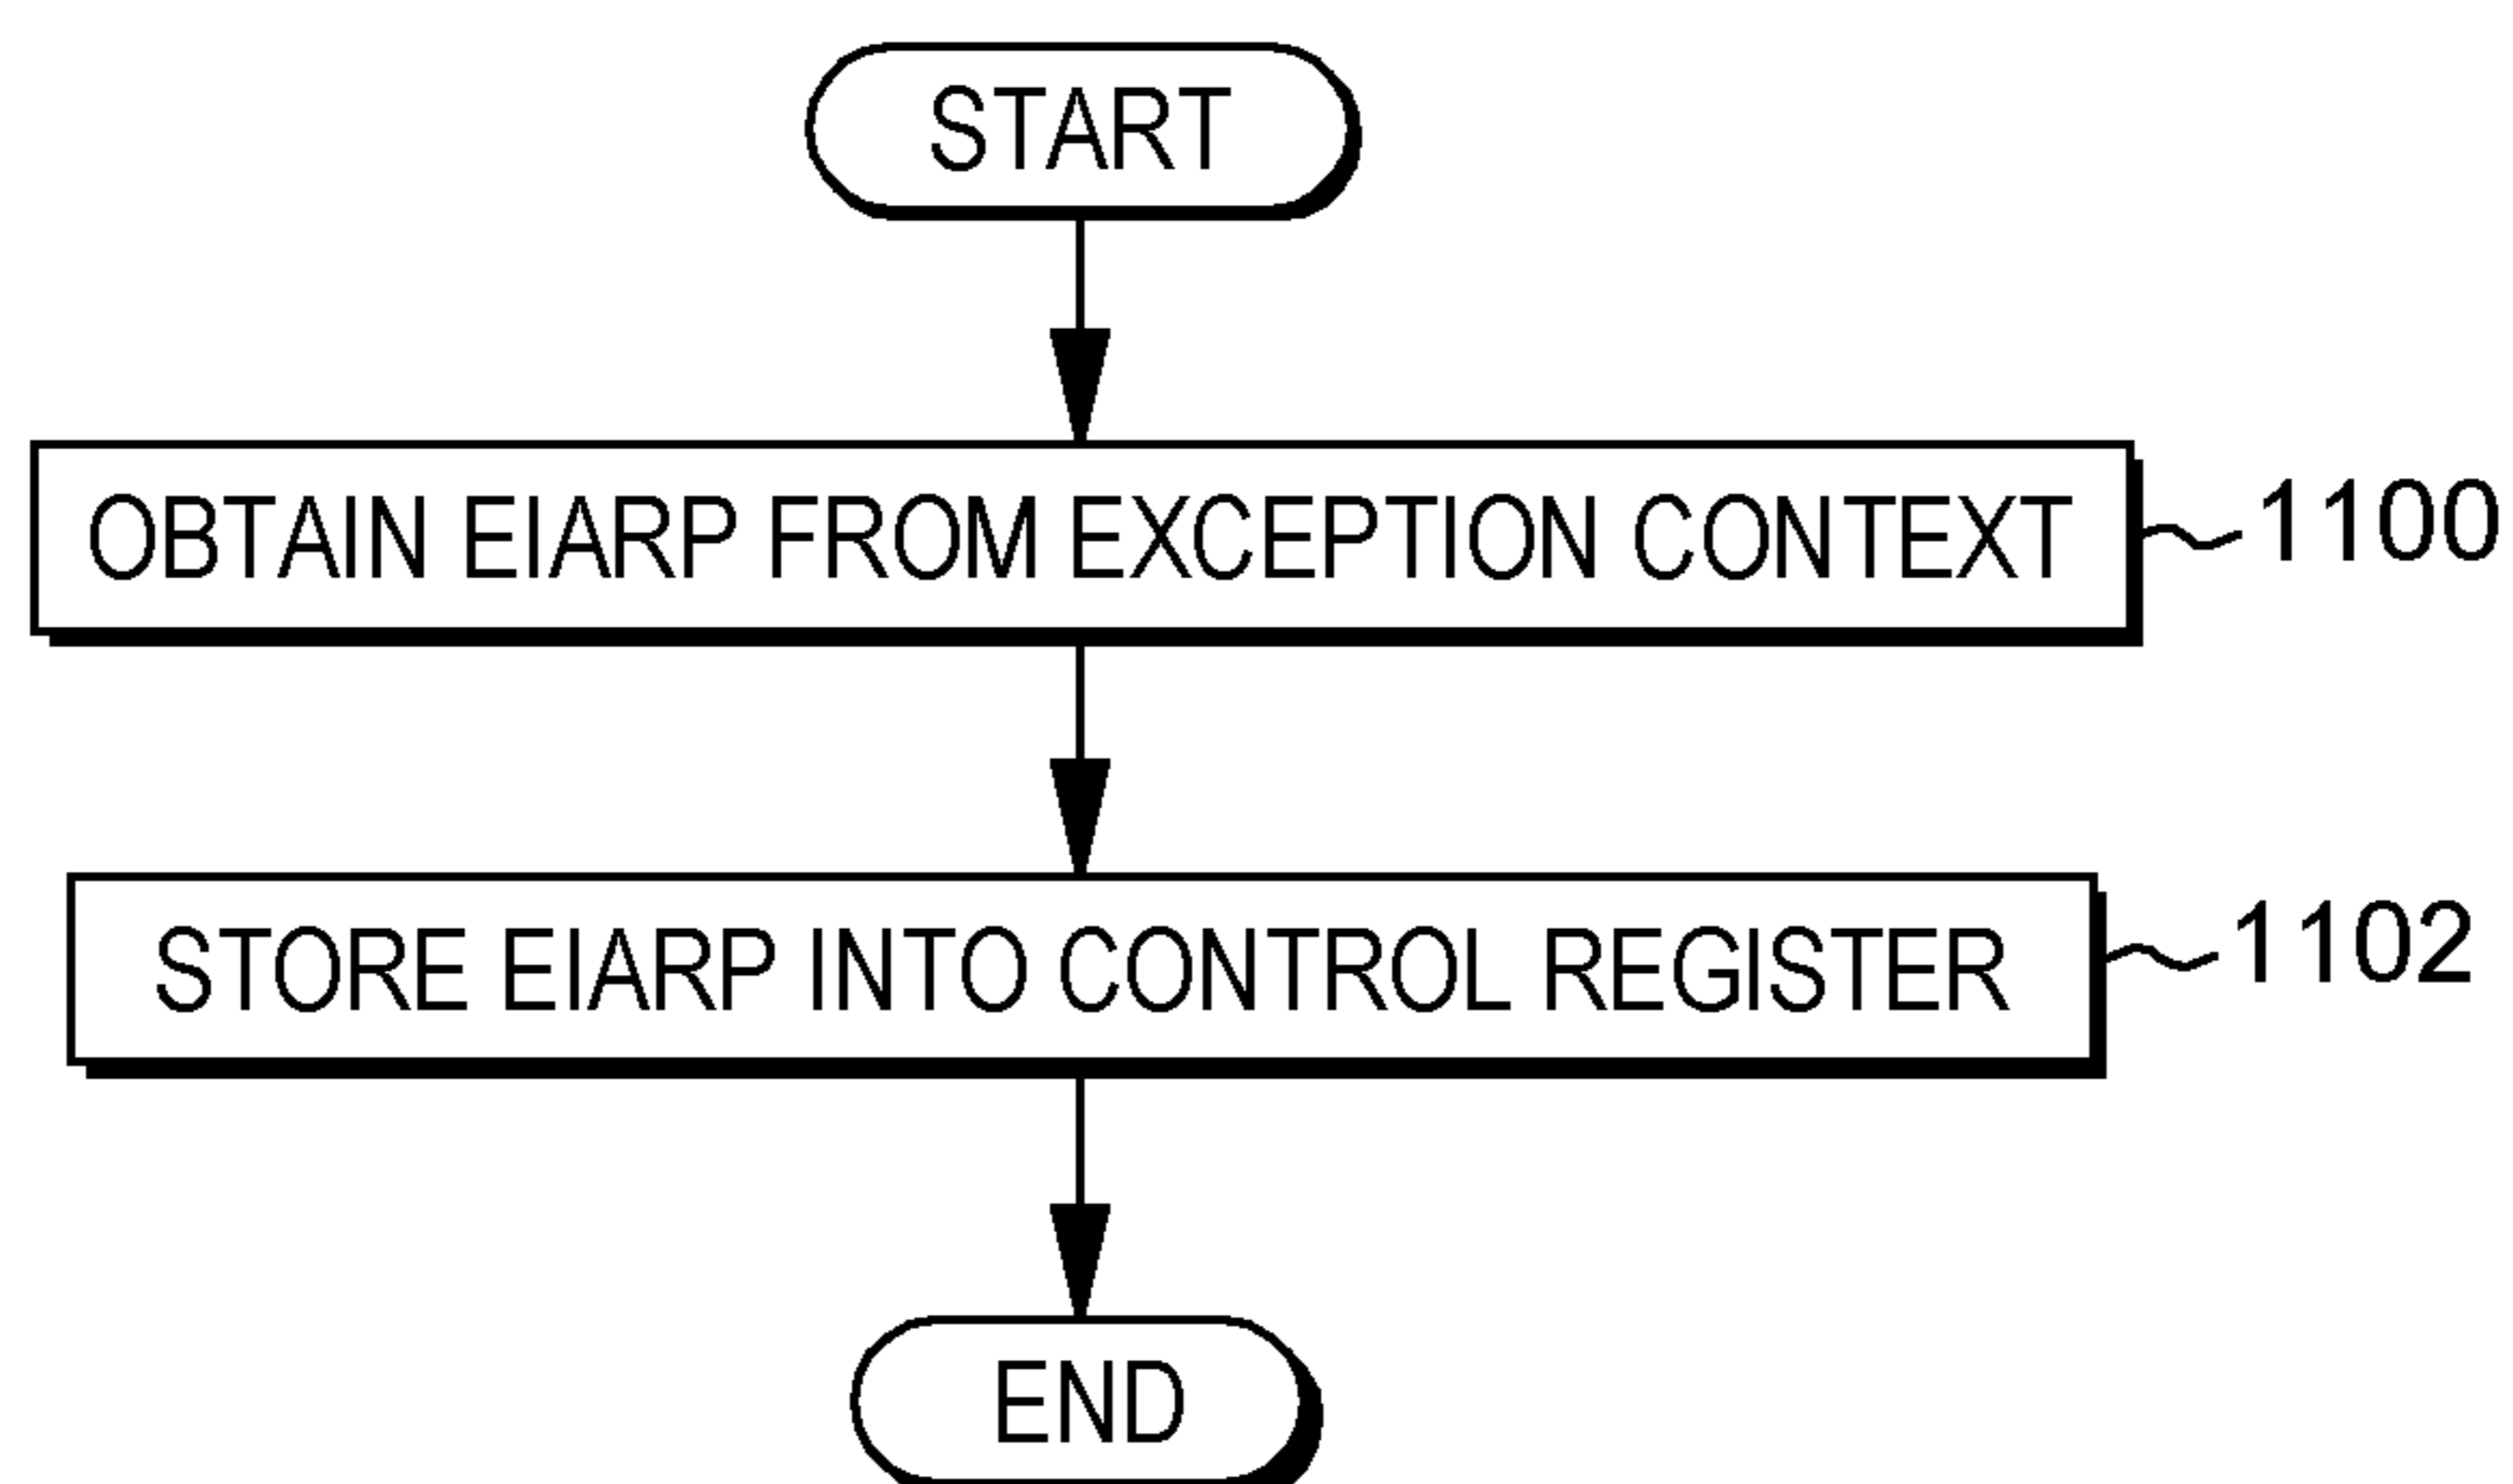 START
OBTAIN EIARP FROM EXCEPTION CONTEXT
1100
STORE EIARP INTO CONTROL REGISTER
1102
END